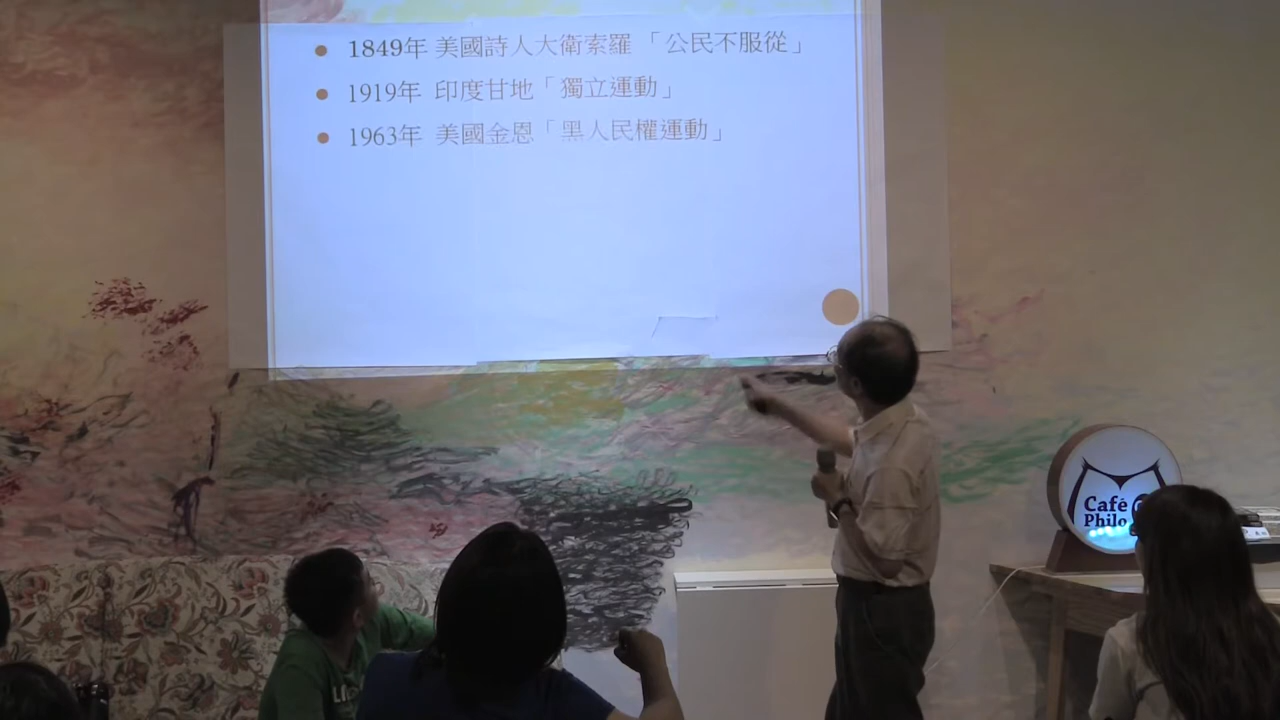 1849年 美國詩人大衛索羅「公民不服從」
1919年 印度甘地「獨立運動」
1963年 美國金恩「黑人民權運動」
Café
Philo
LI